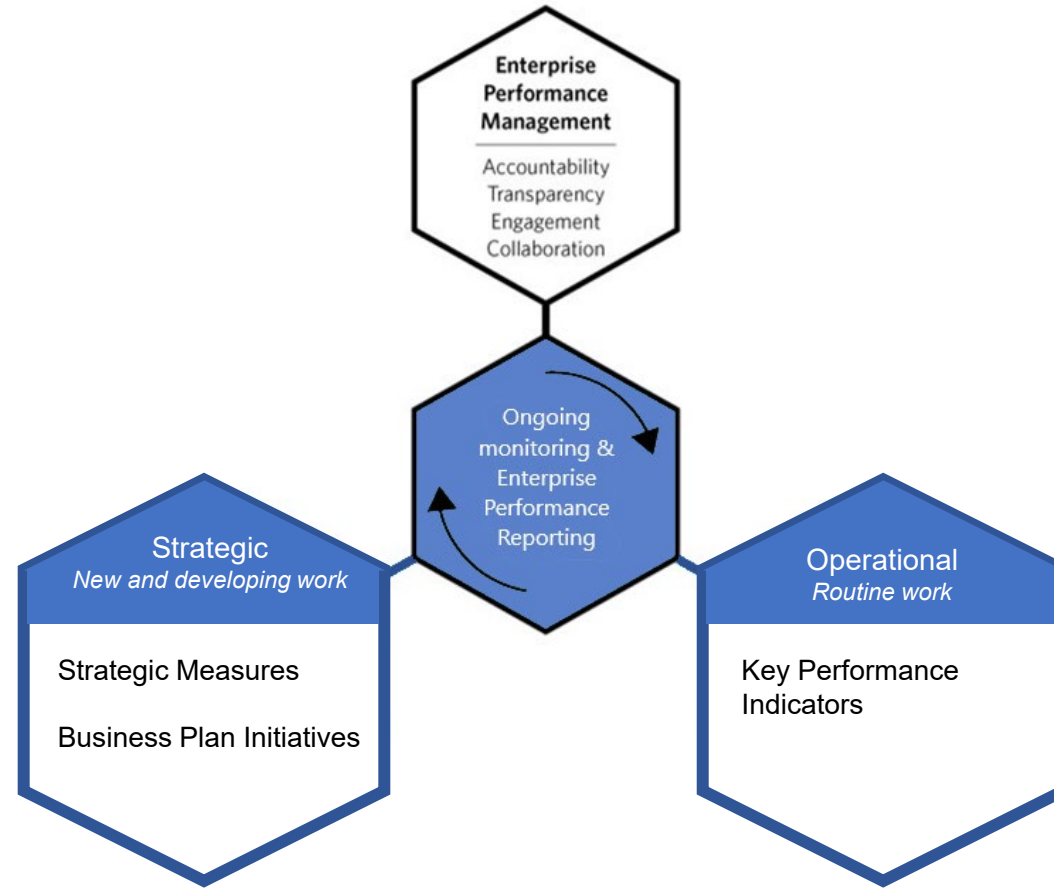 Enterprise
Performance
Management
Accountability
Transparency
Engagement
Collaboration
Ongoing
monitoring &
Enterprise
Performance
Reporting
Strategic
New and developing work
Strategic Measures
Business Plan Initiatives
Operational
Routine work
Key Performance
Indicators